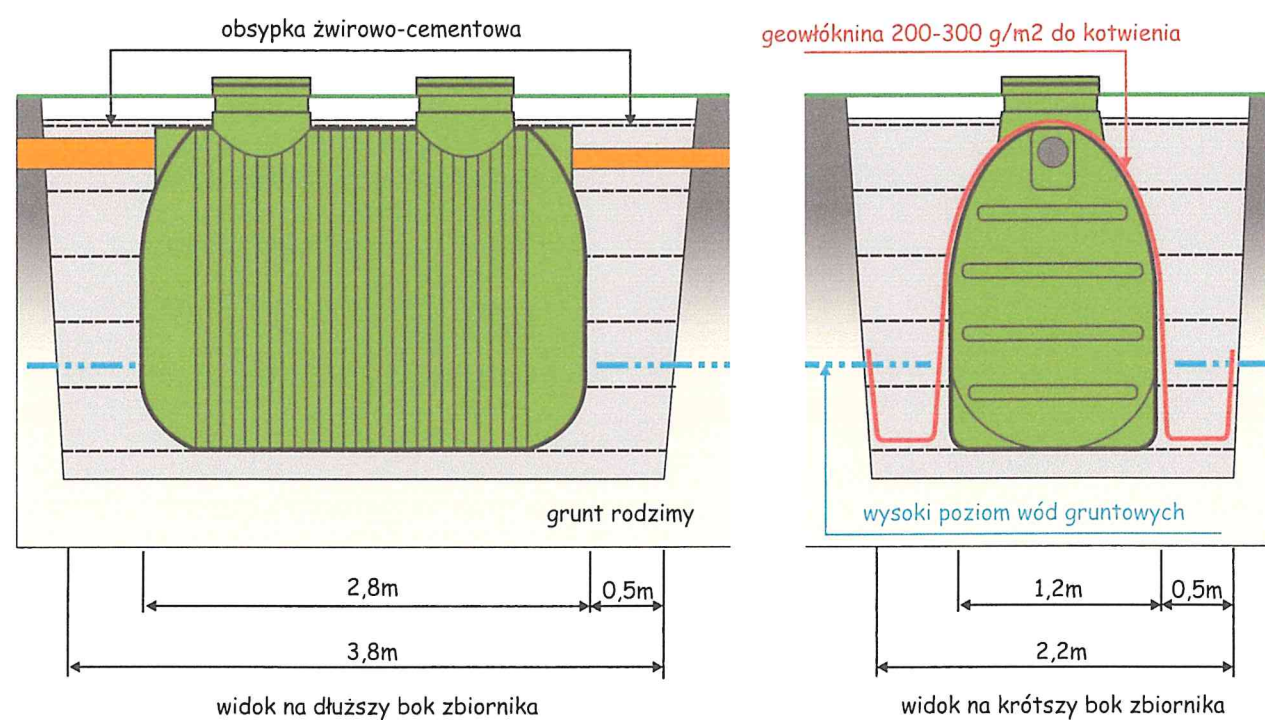 obsypka żwirowo-cementowa
geowłóknina 200-300 g/m2 do kotwienia
grunt rodzimy
wysoki poziom wód gruntowych
2,8m
0,5m
1,2m
0,5m
3,8m
2,2m
widok na dłuższy bok zbiornika
widok na krótszy bok zbiornika